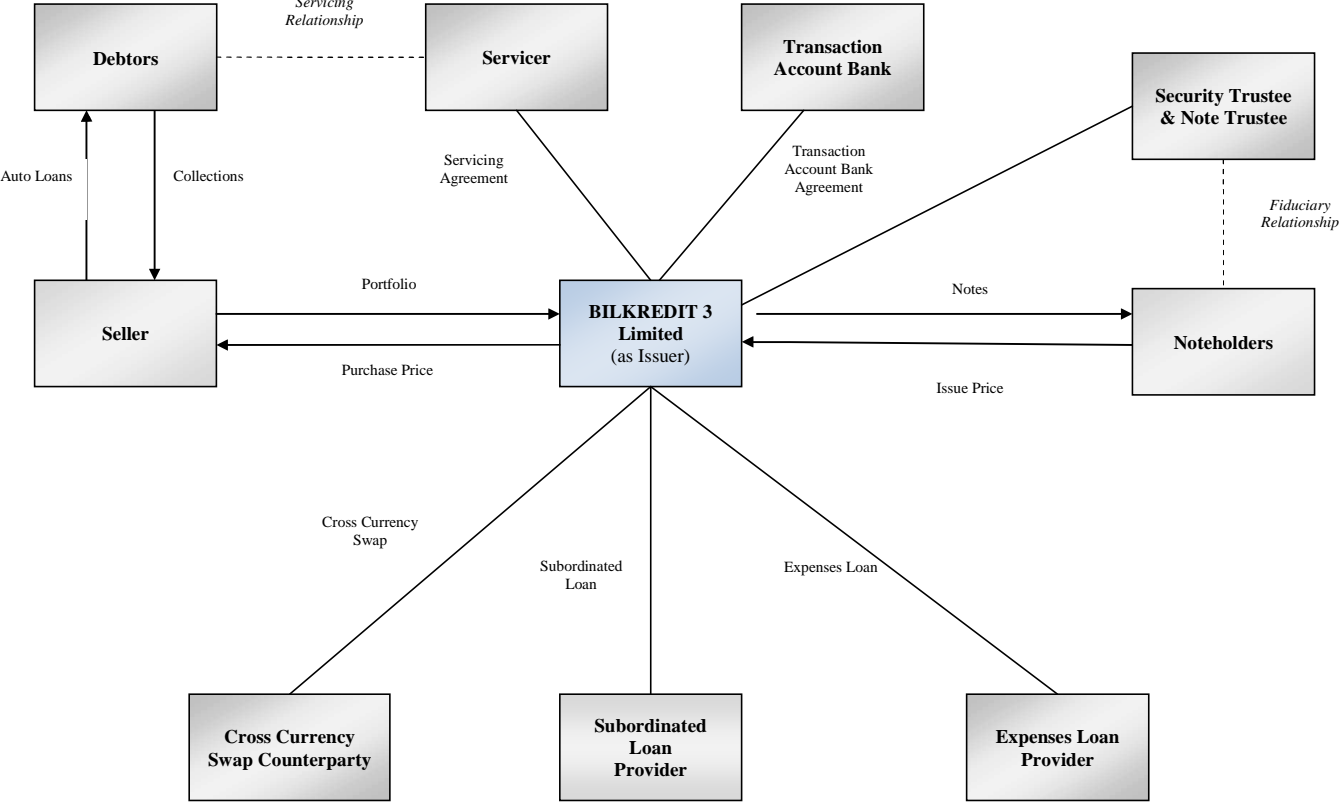 Servicing
Relationship
Debtors
Servicer
Transaction
Account Bank
Security Trustee
& Note Trustee
Auto Loans
Collections
Servicing
Agreement
Transaction
Account Bank
Agreement
Fiduciary
Relationship
Seller
Portfolio
Purchase Price
BILKREDIT 3
Limited
(as Issuer)
Notes
Issue Price
Noteholders
Cross Currency
Swap
Subordinated
Loan
Expenses Loan
Cross Currency
Swap Counterparty
Subordinated
Loan
Provider
Expenses Loan
Provider